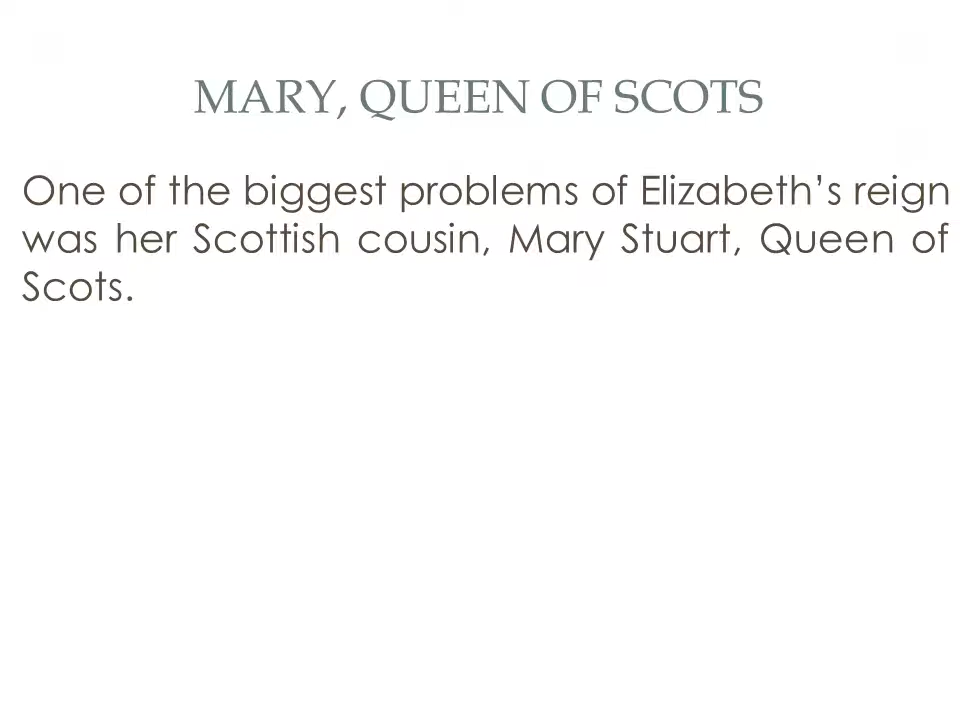 MARY, QUEEN OF SCOTS
One of the biggest problems of Elizabeth’s reign
was her Scottish cousin, Mary Stuart, Queen of
Scots.